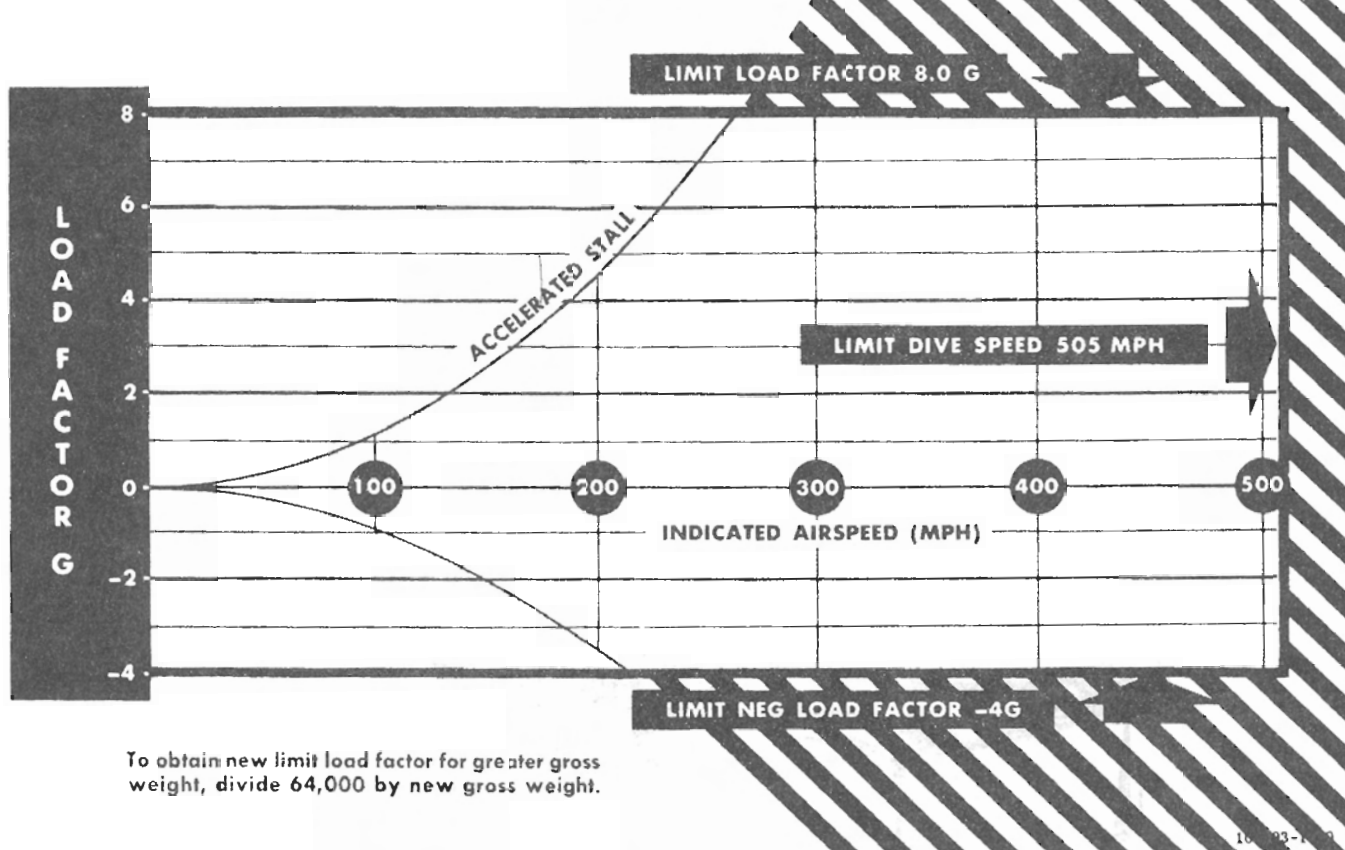 LIMIT LOAD FACTOR 8.0 G
LOAD FACTOR G
8
6
4
2
0
-2
-4
ACCELERATED STALL
LIMIT DIVE SPEED 505 MPH
100
200
300
400
500
INDICATED AIRSPEED (MPH)
LIMIT NEG LOAD FACTOR -4G
To obtain new limit load factor for greater gross
weight, divide 64,000 by new gross weight.